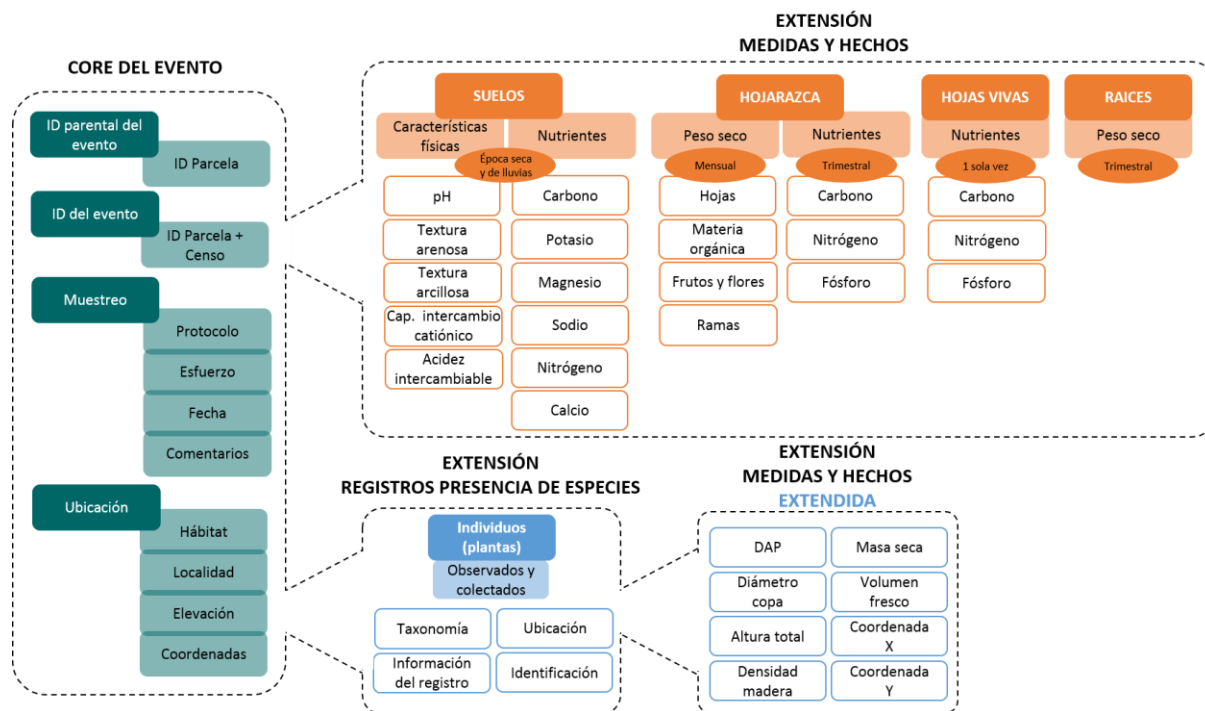 CORE DEL EVENTO
ID parental del
evento
ID Parcela
ID del evento
ID Parcela +
Censo
Muestreo
Protocolo
Esfuerzo
Fecha
Comentarios
Ubicación
Hábitat
Localidad
Elevación
Coordenadas
EXTENSIÓN
MEDIDAS Y HECHOS
SUELOS
Características
físicas
Nutrientes
Época seca
y de lluvias
pH
Textura
arenosa
Textura
arcillosa
Cap. intercambio
catiónico
Acidez
intercambiable
Carbono
Potasio
Magnesio
Sodio
Nitrógeno
Calcio
HOJARAZCA
Peso seco
Mensual
Hojas
Materia
orgánica
Frutos y flores
Ramas
Nutrientes
Trimestral
Carbono
Nitrógeno
Fósforo
HOJAS VIVAS
Nutrientes
1 sola vez
Carbono
Nitrógeno
Fósforo
RAICES
Peso seco
Trimestral
EXTENSIÓN
REGISTROS PRESENCIA DE ESPECIES
Individuos
(plantas)
Observados y
colectados
Taxonomía
Ubicación
Información
del registro
Identificación
EXTENSIÓN
MEDIDAS Y HECHOS
EXTENDIDA
DAP
Masa seca
Diámetro
copa
Volumen
fresco
Altura total
Coordenada
X
Densidad
madera
Coordenada
Y